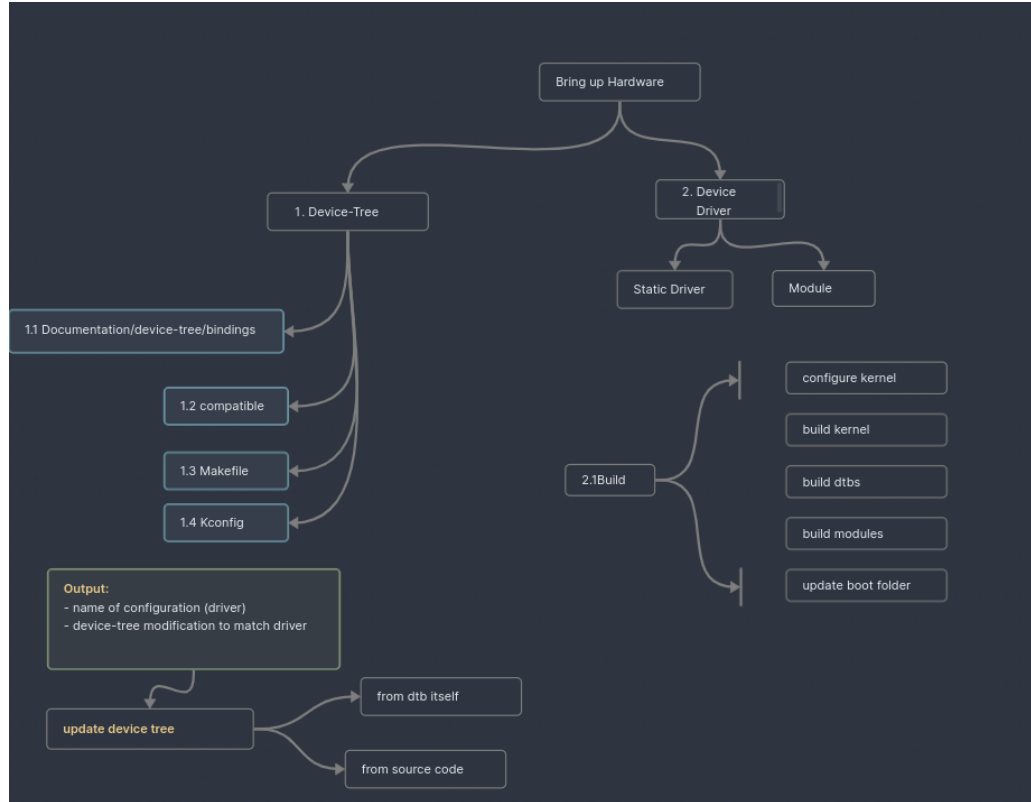 Bring up Hardware
1. Device-Tree
2. Device
Driver
Static Driver
Module
1.1 Documentation/device-tree/bindings
1.2 compatible
1.3 Makefile
1.4 Kconfig
2.1Build
configure kernel
build kernel
build dtbs
build modules
update boot folder
Output:
- name of configuration (driver)
- device-tree modification to match driver
update device tree
from dtb itself
from source code